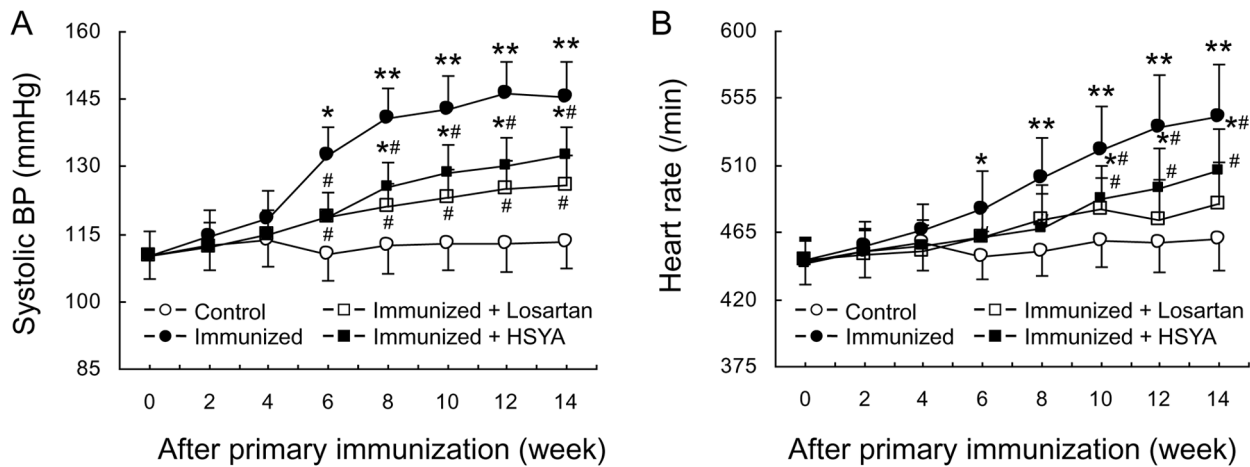 A
Systolic BP (mmHg)
160
145
130
115
100
85
*
**
**
**
**
#
*#
*#
*#
*#
#
#
#
#
#
Control
Immunized
Immunized + Losartan
Immunized + HSYA
0 2 4 6 8 10 12 14
After primary immunization (week)
B
Heart rate (/min)
600
555
510
465
420
375
*
**
**
**
**
*#
*#
*#
#
#
#
Control
Immunized
Immunized + Losartan
Immunized + HSYA
0 2 4 6 8 10 12 14
After primary immunization (week)